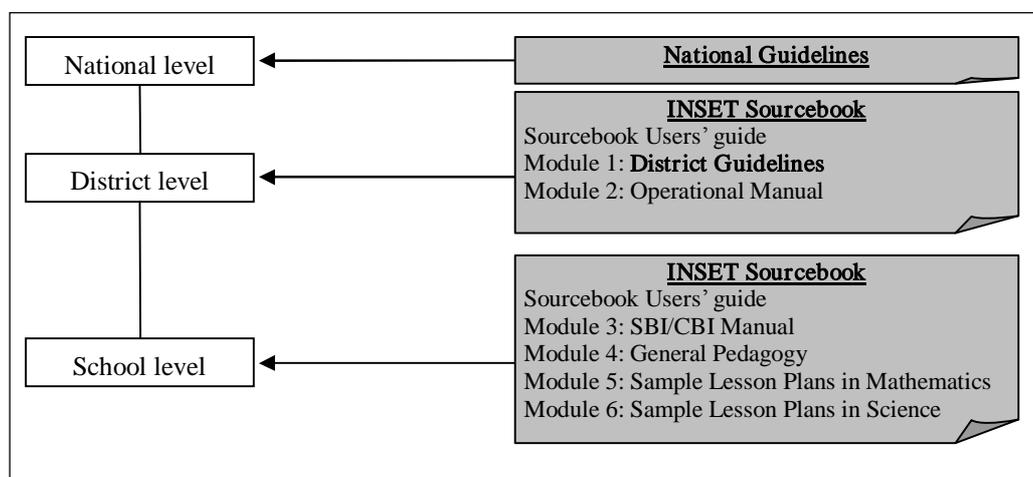 National level
National Guidelines
District level
INSET Sourcebook
Sourcebook Users’ guide
Module 1: District Guidelines
Module 2: Operational Manual
School level
INSET Sourcebook
Sourcebook Users’ guide
Module 3: SBI/CBI Manual
Module 4: General Pedagogy
Module 5: Sample Lesson Plans in Mathematics
Module 6: Sample Lesson Plans in Science